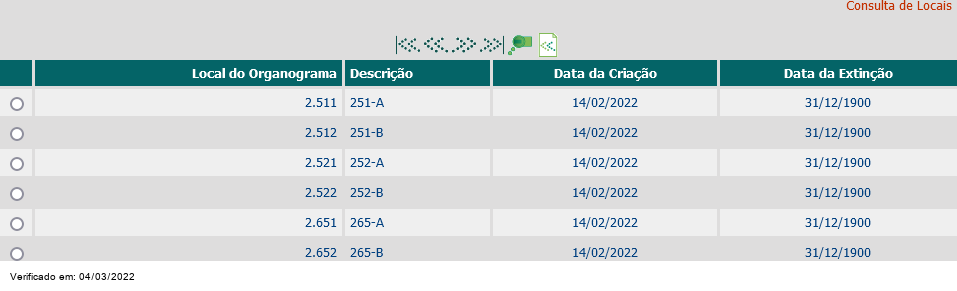 Consulta de Locais
Local do Organograma Descrição Data da Criação Data da Extinção
2.511 251-A 14/02/2022 31/12/1900
2.512 251-B 14/02/2022 31/12/1900
2.521 252-A 14/02/2022 31/12/1900
2.522 252-B 14/02/2022 31/12/1900
2.651 265-A 14/02/2022 31/12/1900
2.652 265-B 14/02/2022 31/12/1900
Verificado em: 04/03/2022